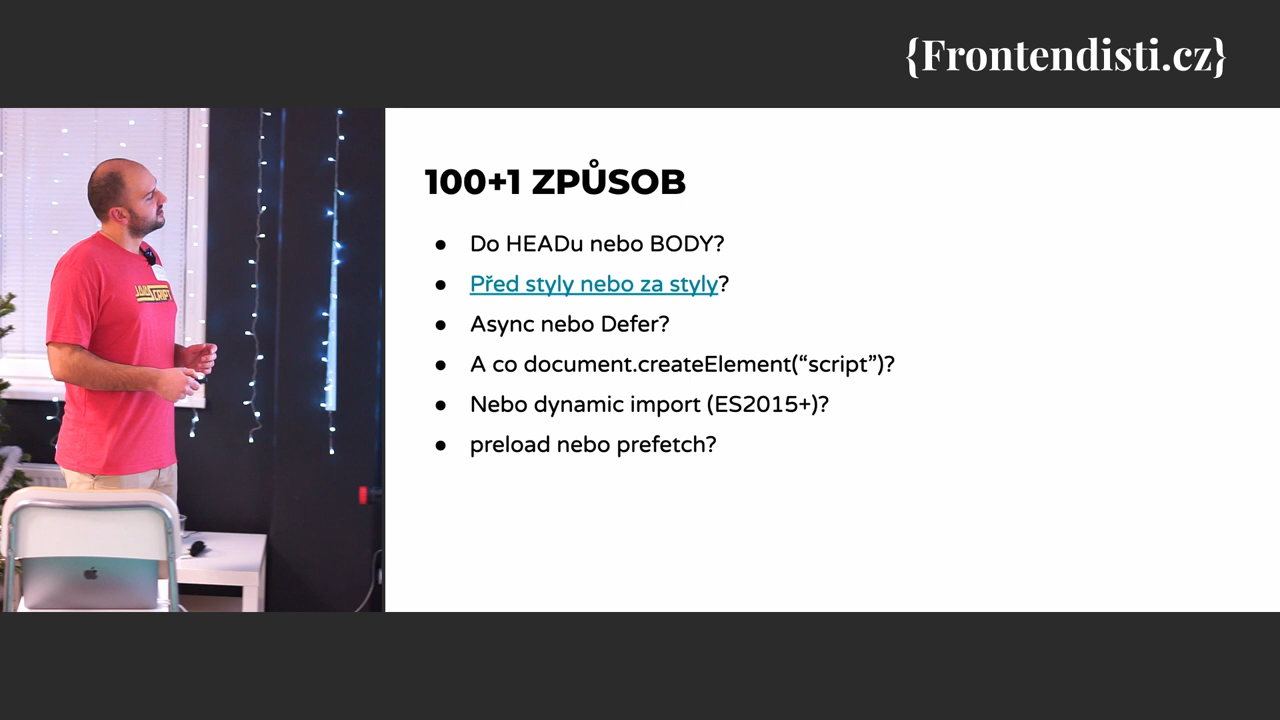 {Frontendisti.cz}
100+1 ZPŮSOB
● Do HEADu nebo BODY?
● Před styly nebo za styly?
● Async nebo Defer?
● A co document.createElement(“script”)?
● Nebo dynamic import (ES2015+)?
● preload nebo prefetch?